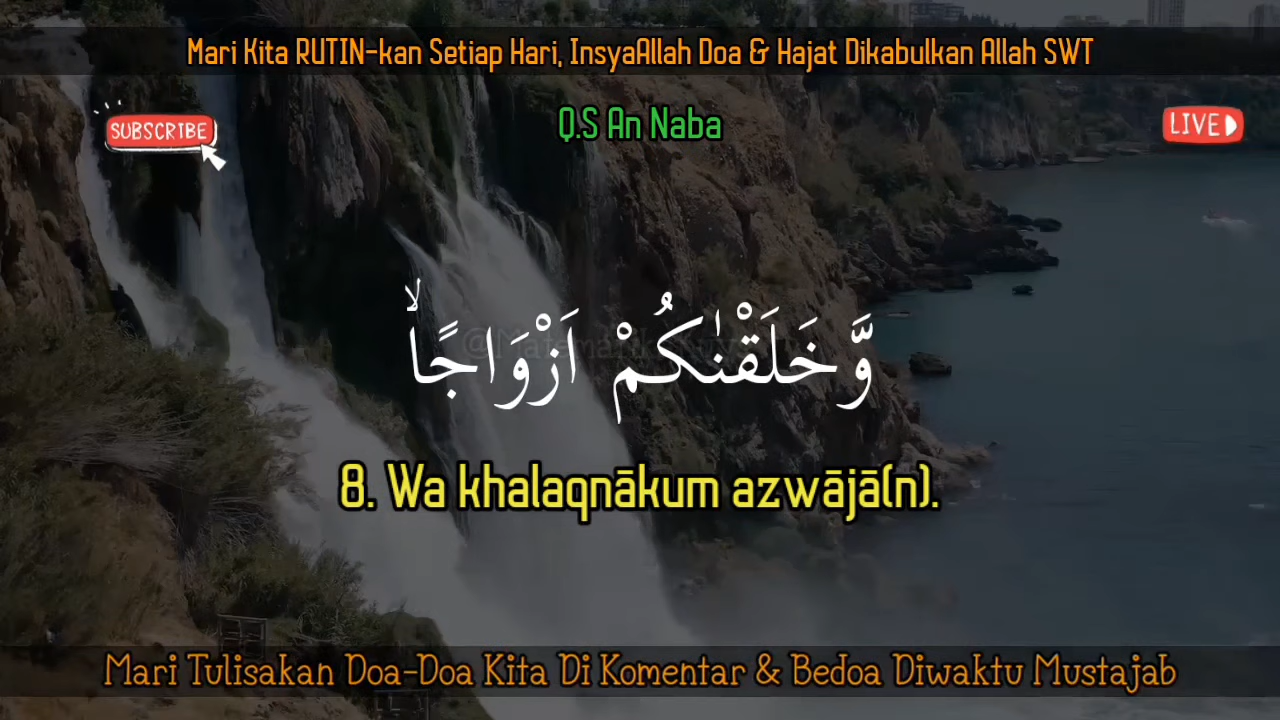 Mari Kita RUTIN-kan Setiap Hari, InsyaAllah Doa & Hajat Dikabulkan Allah SWT
Q.S An Naba
SUBSCRIBE
LIVE
وَّخَلَقْنٰكُمْ اَزْوَاجًاۙ
8. Wa khalaqnākum azwājā(n).
Mari Tulisakan Doa-Doa Kita Di Komentar & Bedoa Diwaktu Mustajab